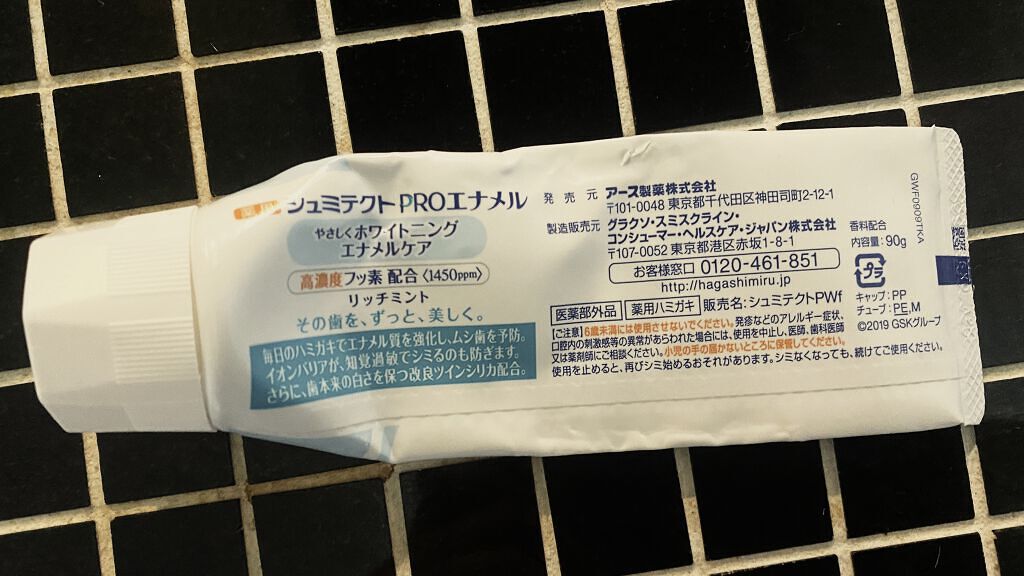 薬用 シュミテクト PROエナメル
やさしくホワイトニング
エナメルケア
高濃度フッ素 配合〈1450ppm〉
リッチミント
その歯を、ずっと、美しく。
毎日のハミガキでエナメル質を強化し、ムシ歯を予防。
イオンバリアが、知覚過敏でシミるのも防ぎます。
さらに、歯本来の白さを保つ改良ツインシリカ配合。
発売元 アース製薬株式会社
〒101-0048 東京都千代田区神田司町2-12-1
製造販売元 グラクソ・スミスクライン・
コンシューマー・ヘルスケア・ジャパン株式会社
〒107-0052 東京都港区赤坂1-8-1
お客様窓口 0120-461-851
http://hagashimiru.jp
医薬部外品 薬用ハミガキ 販売名:シュミテクトPWf
【ご注意】6歳未満には使用させないでください。発疹などのアレルギー症状、
口腔内の刺激感等の異常があらわれた場合には、使用を中止し、医師、歯科医師
又は薬剤師にご相談ください。小児の手の届かないところに保管してください。
使用を止めると、再びシミ始めるおそれがあります。シミなくなっても、続けてご使用ください。
香料配合
内容量:90g
プラ
キャップ:PP
チューブ:PE,M
©2019 GSKグループ
GWF0909TKA